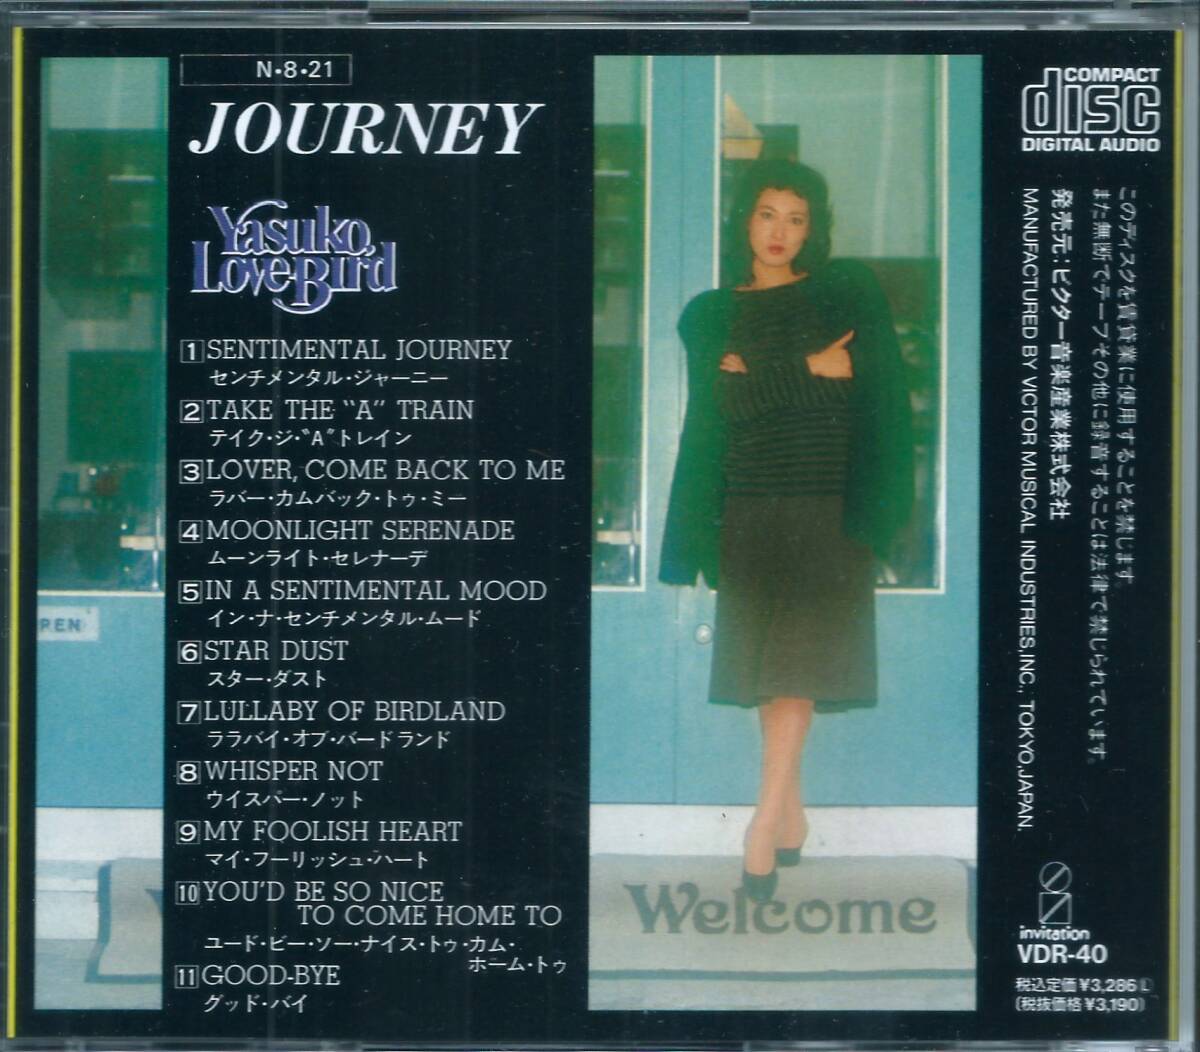 N•8•21
JOURNEY
Yasuko,
Love-Bird
1 SENTIMENTAL JOURNEY
センチメンタル・ジャーニー
2 TAKE THE "A" TRAIN
テイク・ジ・"A"トレイン
3 LOVER, COME BACK TO ME
ラバー・カムバック・トゥ・ミー
4 MOONLIGHT SERENADE
ムーンライト・セレナーデ
5 IN A SENTIMENTAL MOOD
イン・ナ・センチメンタル・ムード
6 STAR DUST
スター・ダスト
7 LULLABY OF BIRDLAND
ララバイ・オブ・バードランド
8 WHISPER NOT
ウイスパー・ノット
9 MY FOOLISH HEART
マイ・フーリッシュ・ハート
10 YOU'D BE SO NICE
TO COME HOME TO
ユード・ビー・ソー・ナイス・トゥ・カム・
ホーム・トゥ
11 GOOD-BYE
グッド・バイ
PEN
Welcome
COMPACT
disc
DIGITAL AUDIO
このディスクを賃貸業に使用することを禁じます。
また無断でテープその他に録音することは法律で禁じられています。
発売元：ビクター音楽産業株式会社
MANUFACTURED BY VICTOR MUSICAL INDUSTRIES, INC., TOKYO, JAPAN.
invitation
VDR-40
税込定価¥3,286 L
(税抜価格¥3,190)